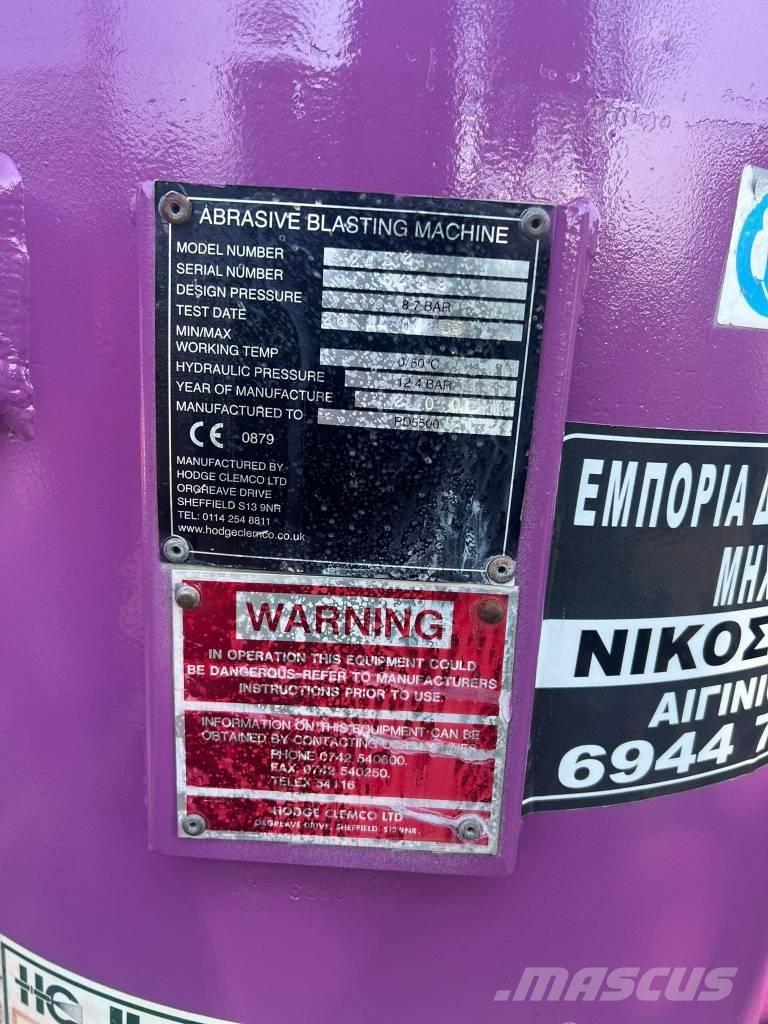 ABRASIVE BLASTING MACHINE
MODEL NUMBER 2452
SERIAL NUMBER
DESIGN PRESSURE 8.7 BAR
TEST DATE
MIN/MAX
WORKING TEMP 0/50°C
HYDRAULIC PRESSURE 12.4 BAR
YEAR OF MANUFACTURE
MANUFACTURED TO PD5500
CE 0879
MANUFACTURED BY
HODGE CLEMCO LTD
ORGREAVE DRIVE
SHEFFIELD S13 9NR
TEL: 0114 254 8811
www.hodgeclemco.co.uk
WARNING
IN OPERATION THIS EQUIPMENT COULD
BE DANGEROUS-REFER TO MANUFACTURERS
INSTRUCTIONS PRIOR TO USE.
INFORMATION ON THIS EQUIPMENT CAN BE
OBTAINED BY CONTACTING
PHONE 0742 540600.
FAX. 0742 540250.
TELEX 54116
HODGE CLEMCO LTD
ORGREAVE DRIVE, SHEFFIELD S13 9NR.
ΕΜΠΟΡΙΑ
ΜΗΧ
ΝΙΚΟΣ
ΑΙΓΙΝΙ
6944 7
HC
MASCUS